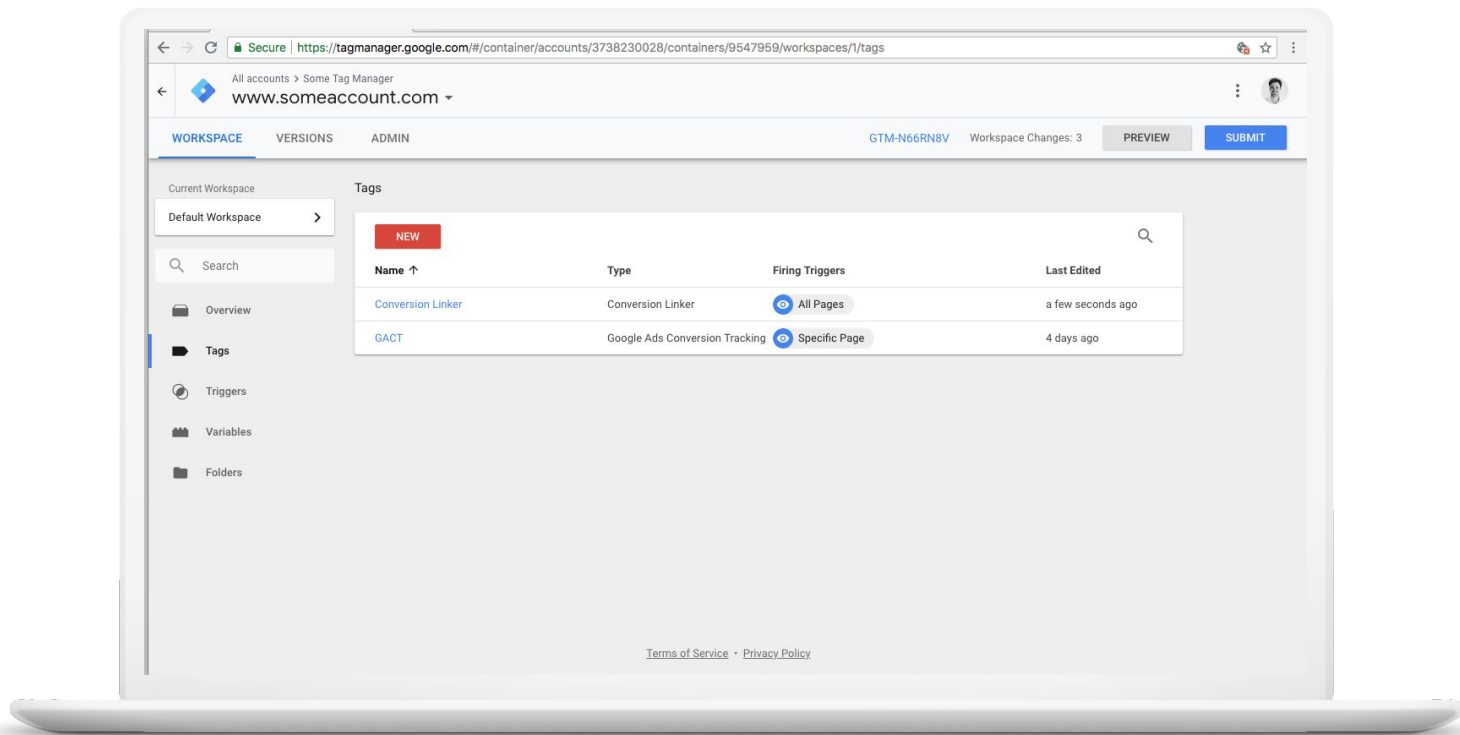 Secure | https://tagmanager.google.com/#/container/accounts/3738230028/containers/9547959/workspaces/1/tags
All accounts > Some Tag Manager
www.someaccount.com
WORKSPACE VERSIONS ADMIN GTM-N66RN8V Workspace Changes: 3 PREVIEW SUBMIT
Current Workspace
Default Workspace
Search
Overview
Tags
Triggers
Variables
Folders
Tags
NEW
Name Type Firing Triggers Last Edited
Conversion Linker Conversion Linker All Pages a few seconds ago
GACT Google Ads Conversion Tracking Specific Page 4 days ago
Terms of Service • Privacy Policy